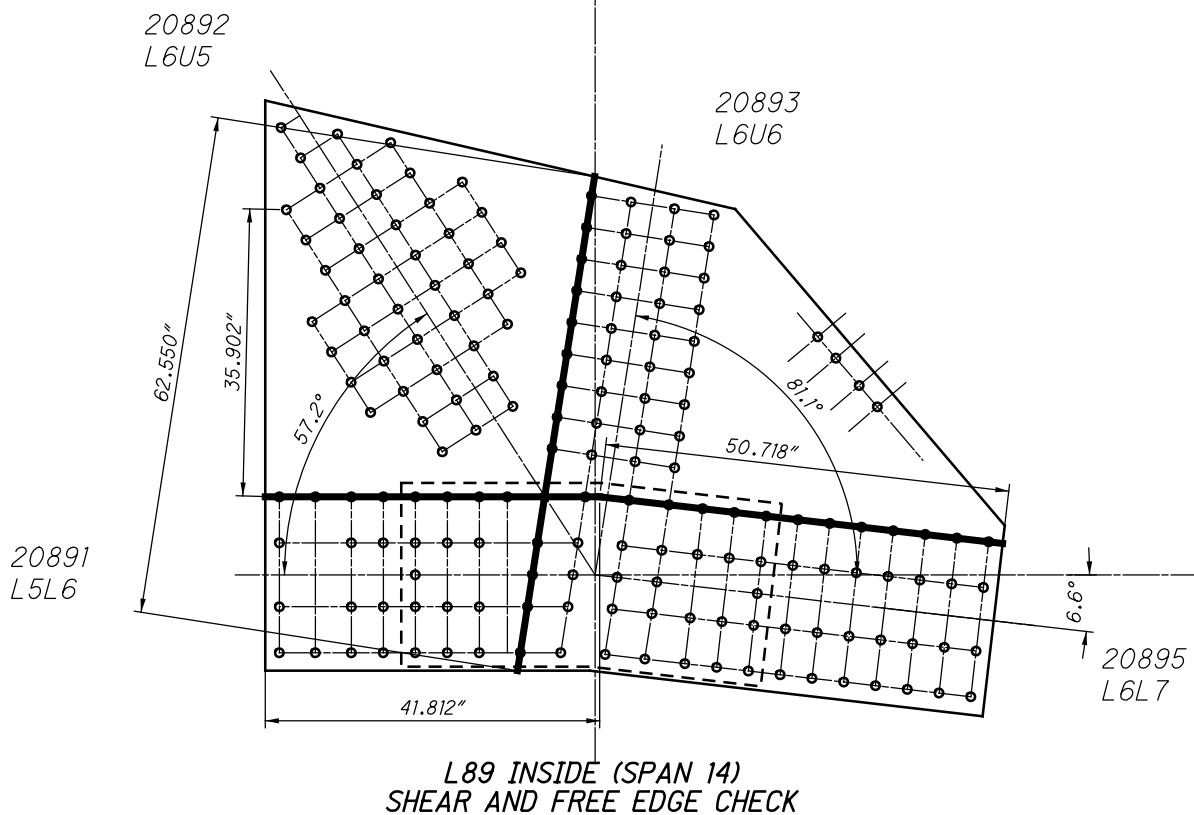 20892
L6U5
20893
L6U6
62.550″
35.902″
57.2°
81.1°
50.718″
20891
L5L6
6.6°
20895
L6L7
41.812″
L89 INSIDE (SPAN 14)
SHEAR AND FREE EDGE CHECK